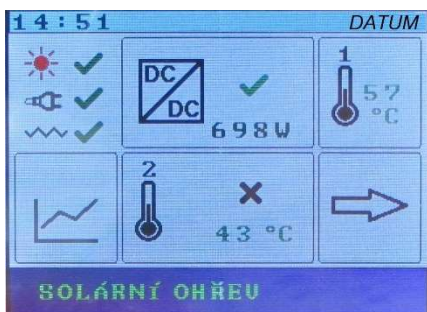 14:51 DATUM
DC
DC
698W
1
57
°C
2
43 °C
SOLÁRNÍ OHŘEV